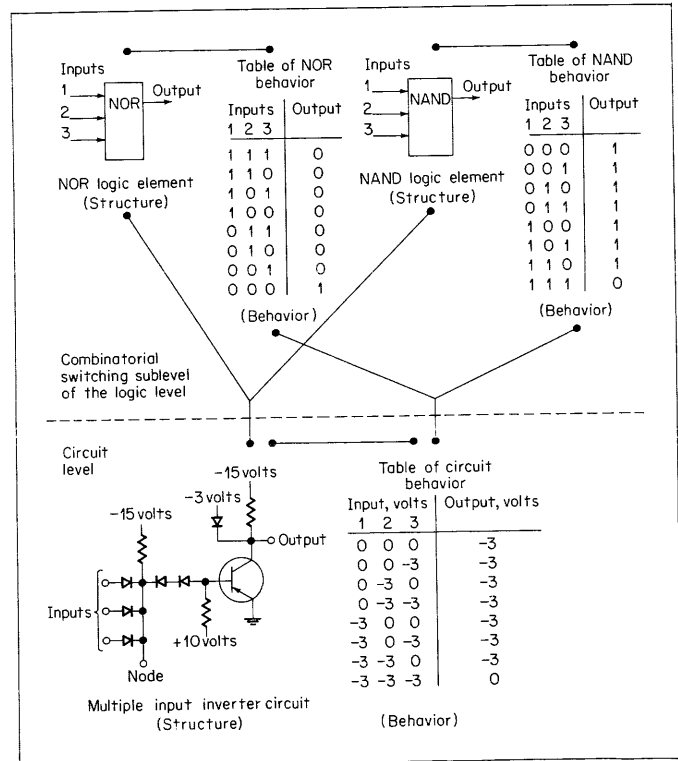 Inputs
1
2
3
NOR
Output
NOR logic element
(Structure)
Table of NOR
behavior
Inputs Output
1 2 3
1 1 1 0
1 1 0 0
1 0 1 0
1 0 0 0
0 1 1 0
0 1 0 0
0 0 1 0
0 0 0 1
(Behavior)
Inputs
1
2
3
NAND
Output
NAND logic element
(Structure)
Table of NAND
behavior
Inputs Output
1 2 3
0 0 0 1
0 0 1 1
0 1 0 1
0 1 1 1
1 0 0 1
1 0 1 1
1 1 0 1
1 1 1 0
(Behavior)
Combinatorial
switching sublevel
of the logic level
Circuit
level
-15 volts
-3 volts
-15 volts
Output
Inputs
+10 volts
Node
Multiple input inverter circuit
(Structure)
Table of circuit
behavior
Input, volts Output, volts
1 2 3
0 0 0 -3
0 0 -3 -3
0 -3 0 -3
0 -3 -3 -3
-3 0 0 -3
-3 0 -3 -3
-3 -3 0 -3
-3 -3 -3 0
(Behavior)